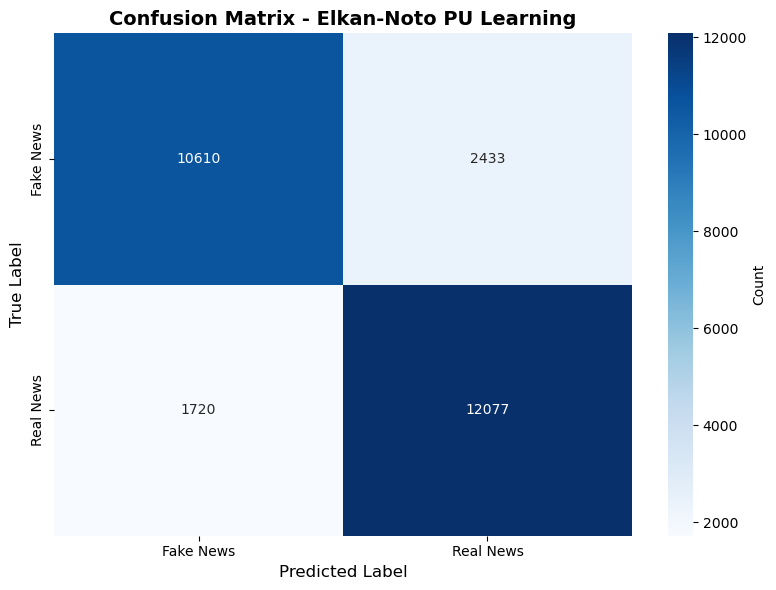 Confusion Matrix - Elkan-Noto PU Learning
True Label
Fake News
10610
2433
Real News
1720
12077
Fake News
Real News
Predicted Label
12000
10000
8000
6000
4000
2000
Count